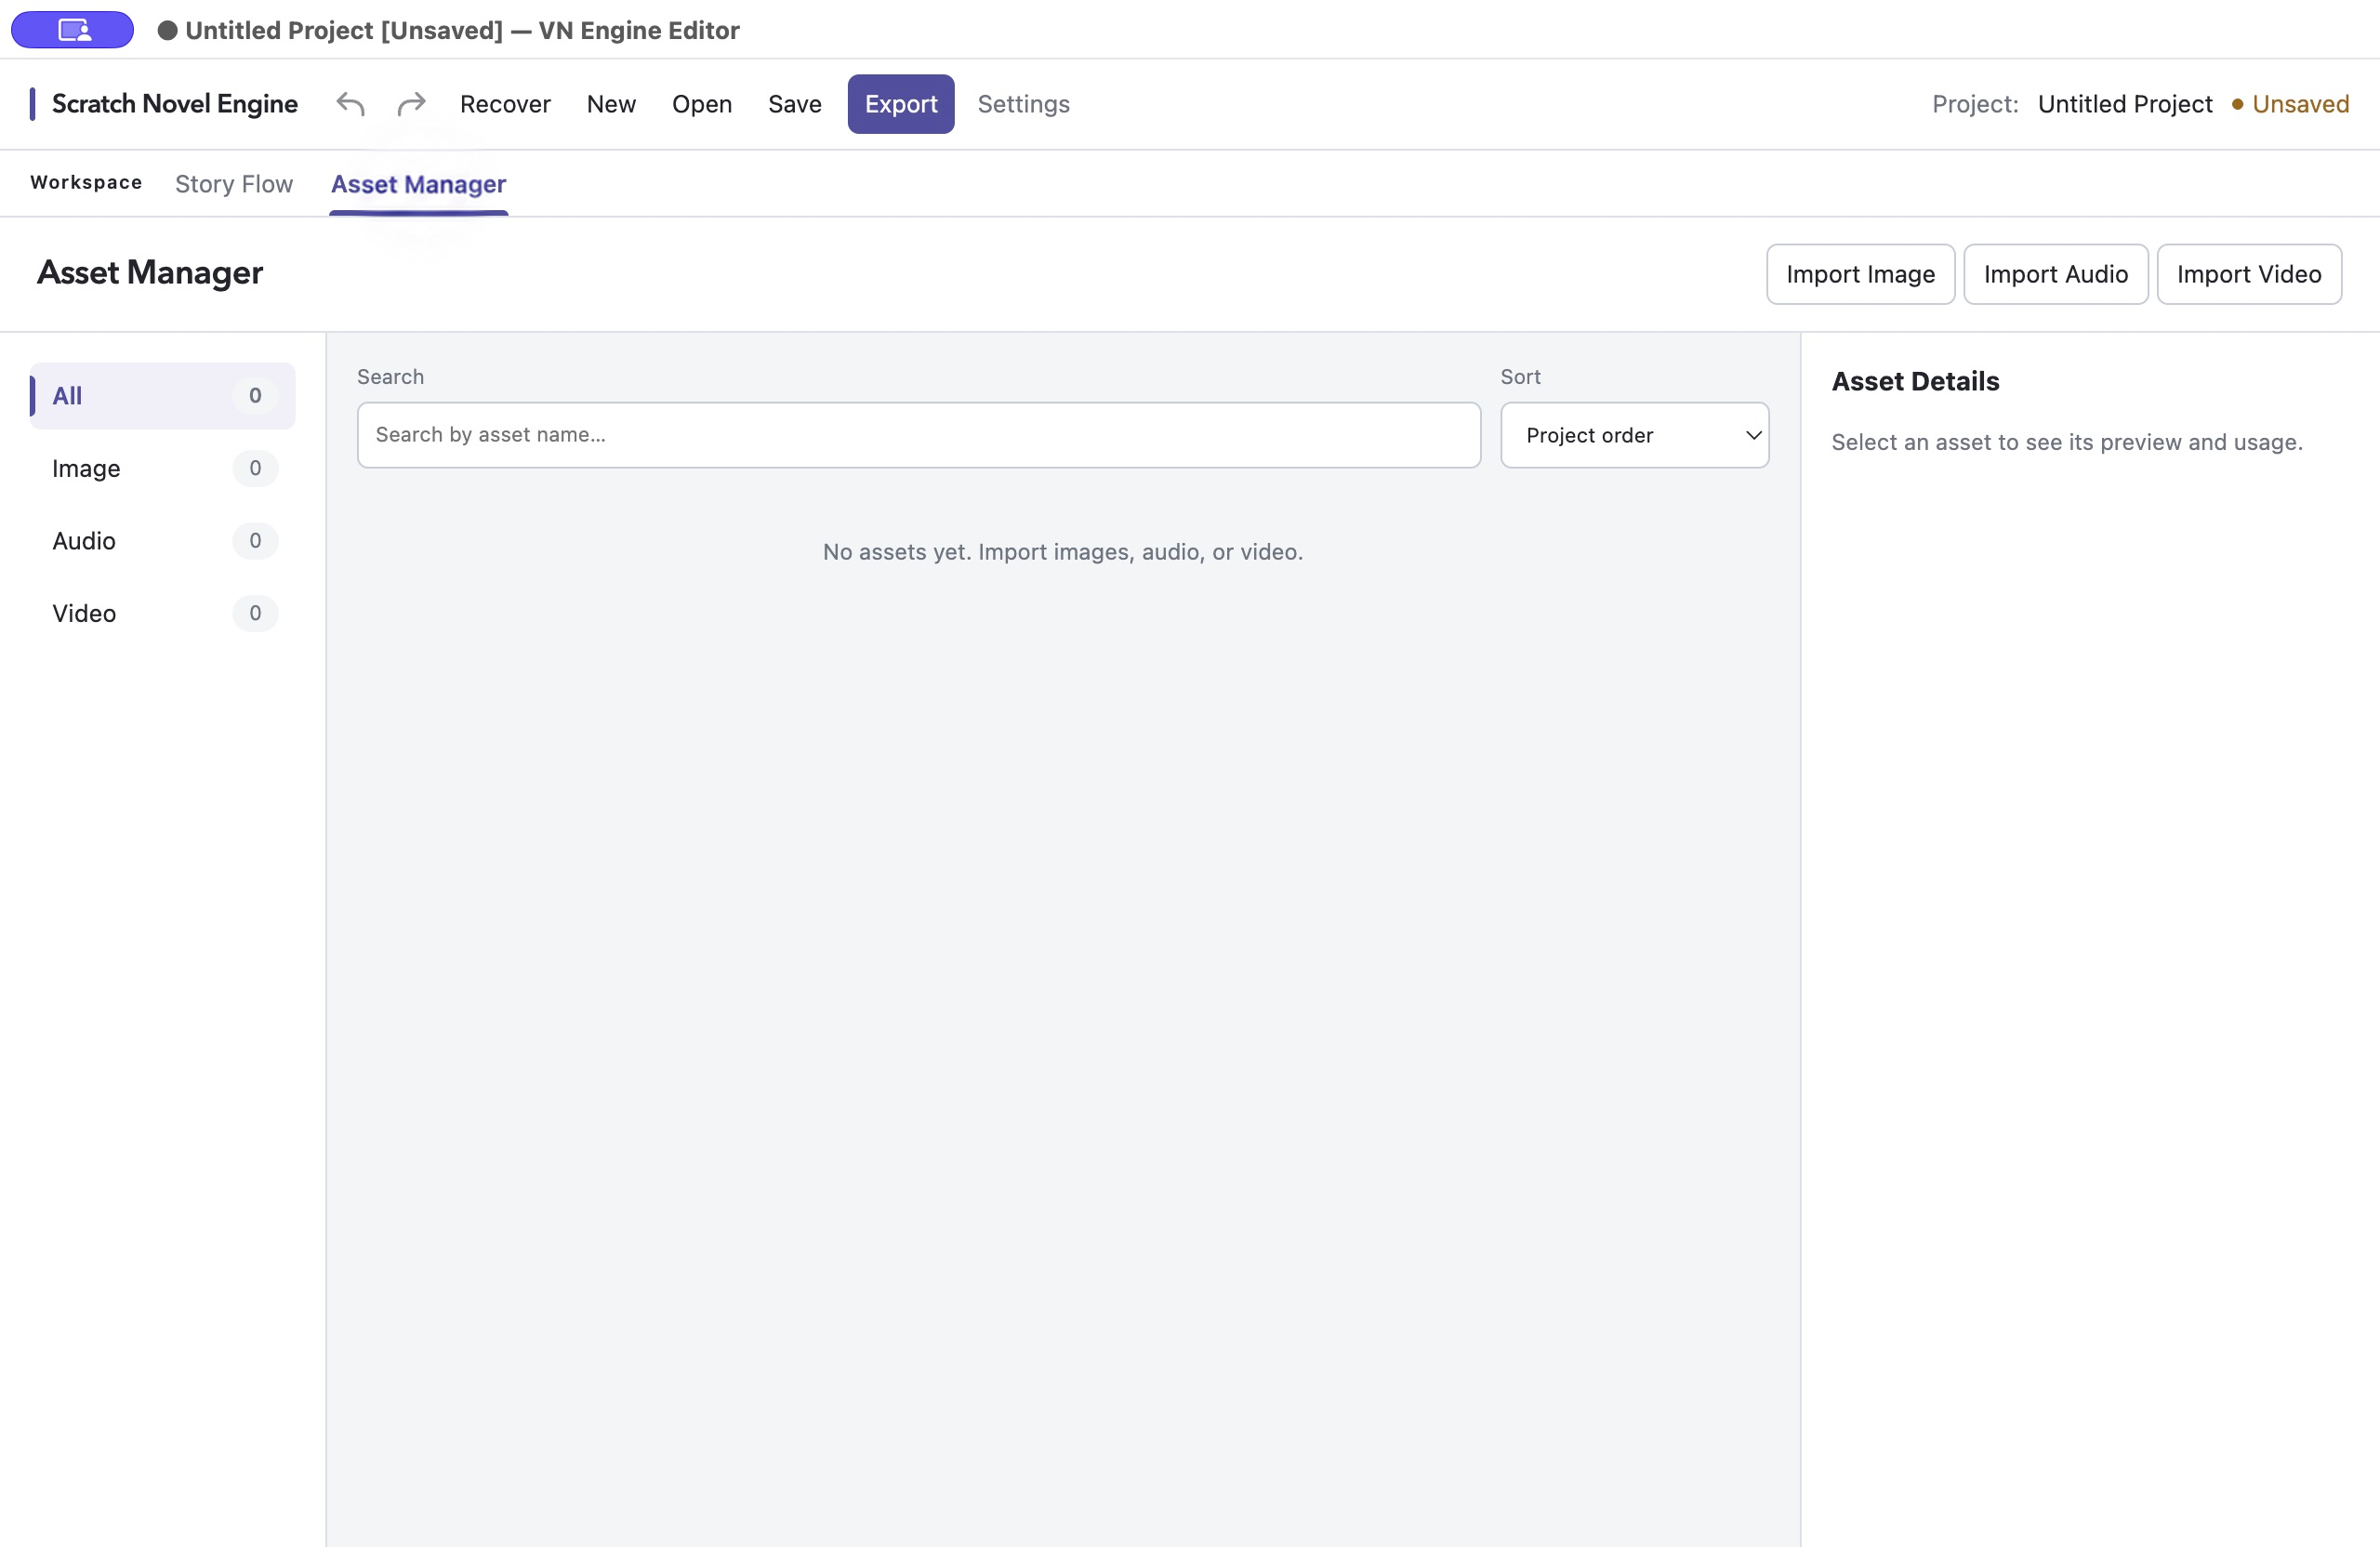 Untitled Project [Unsaved] — VN Engine Editor
Scratch Novel Engine Recover New Open Save Export Settings Project: Untitled Project Unsaved
Workspace Story Flow Asset Manager
Asset Manager Import Image Import Audio Import Video
All 0
Image 0
Audio 0
Video 0
Search Sort
Search by asset name... Project order
No assets yet. Import images, audio, or video.
Asset Details
Select an asset to see its preview and usage.